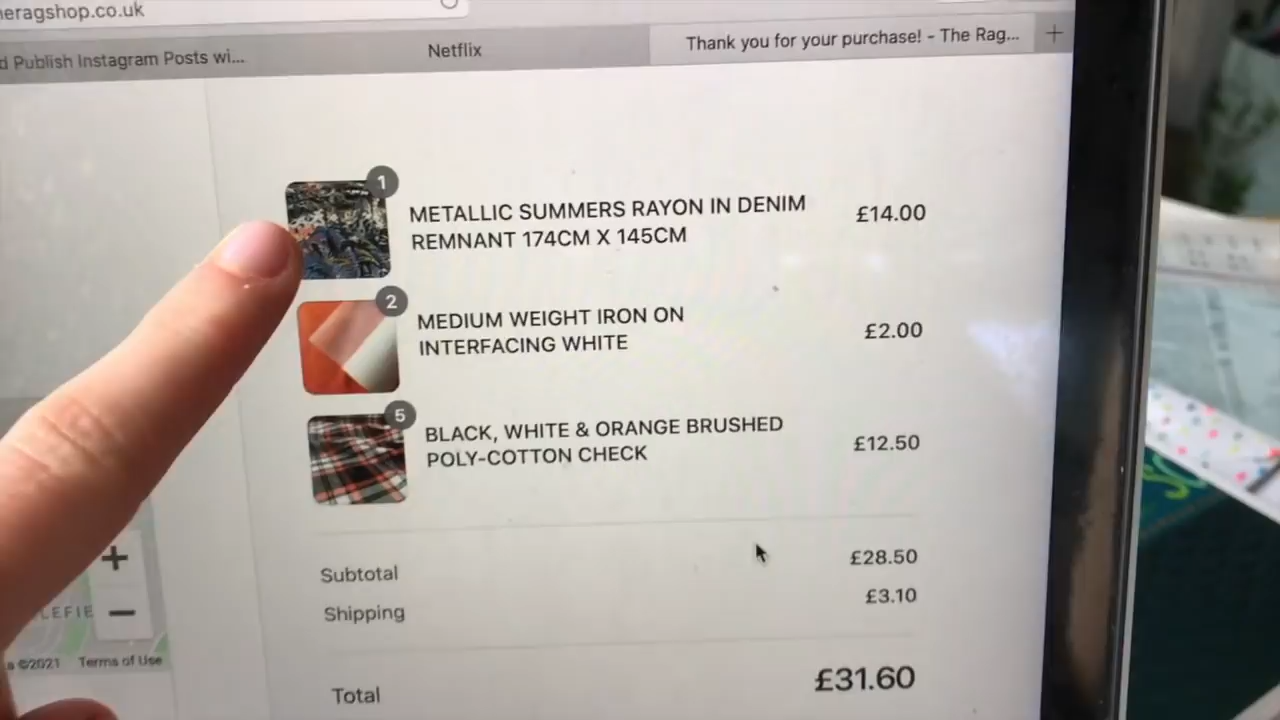 eragshop.co.uk
d Publish Instagram Posts wi...
Netflix
Thank you for your purchase! - The Rag...
+
1
METALLIC SUMMERS RAYON IN DENIM
REMNANT 174CM X 145CM
£14.00
2
MEDIUM WEIGHT IRON ON
INTERFACING WHITE
£2.00
5
BLACK, WHITE & ORANGE BRUSHED
POLY-COTTON CHECK
£12.50
Subtotal
£28.50
Shipping
£3.10
Total
£31.60
+
−
LEFIE
s ©2021 Terms of Use